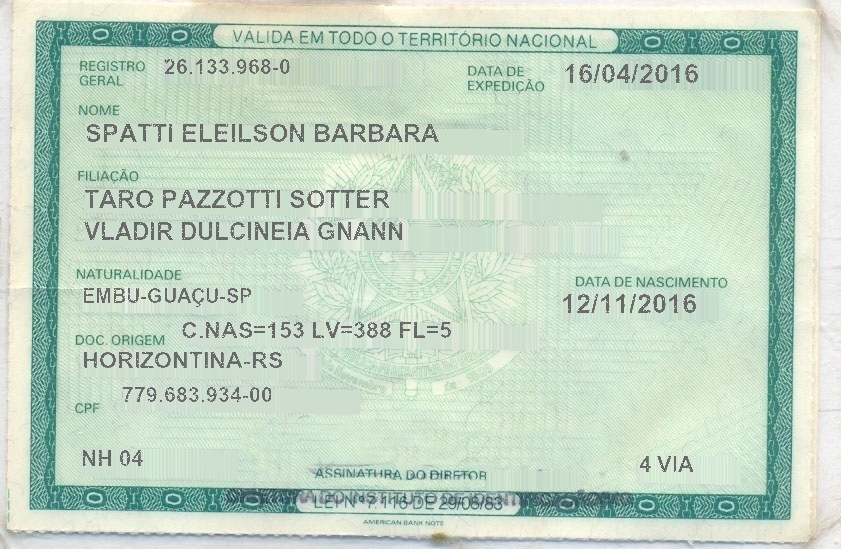 VÁLIDA EM TODO O TERRITÓRIO NACIONAL
REGISTRO GERAL 26.133.968-0 DATA DE EXPEDIÇÃO 16/04/2016
NOME
SPATTI ELEILSON BARBARA
FILIAÇÃO
TARO PAZZOTTI SOTTER
VLADIR DULCINEIA GNANN
NATURALIDADE DATA DE NASCIMENTO
EMBU-GUAÇU-SP 12/11/2016
DOC. ORIGEM C.NAS=153 LV=388 FL=5
HORIZONTINA-RS
CPF 779.683.934-00
NH 04 4 VIA
ASSINATURA DO DIRETOR
LEI Nº 7.116 DE 29/08/83
AMERICAN BANK NOTE